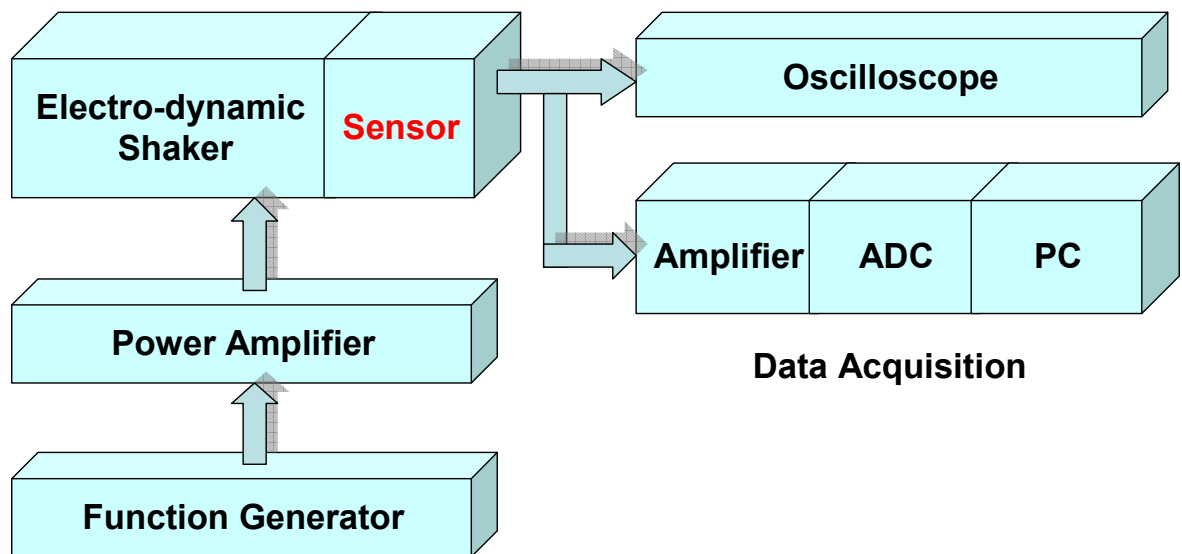 Electro-dynamic
Shaker
Sensor
Oscilloscope
Amplifier
ADC
PC
Power Amplifier
Data Acquisition
Function Generator